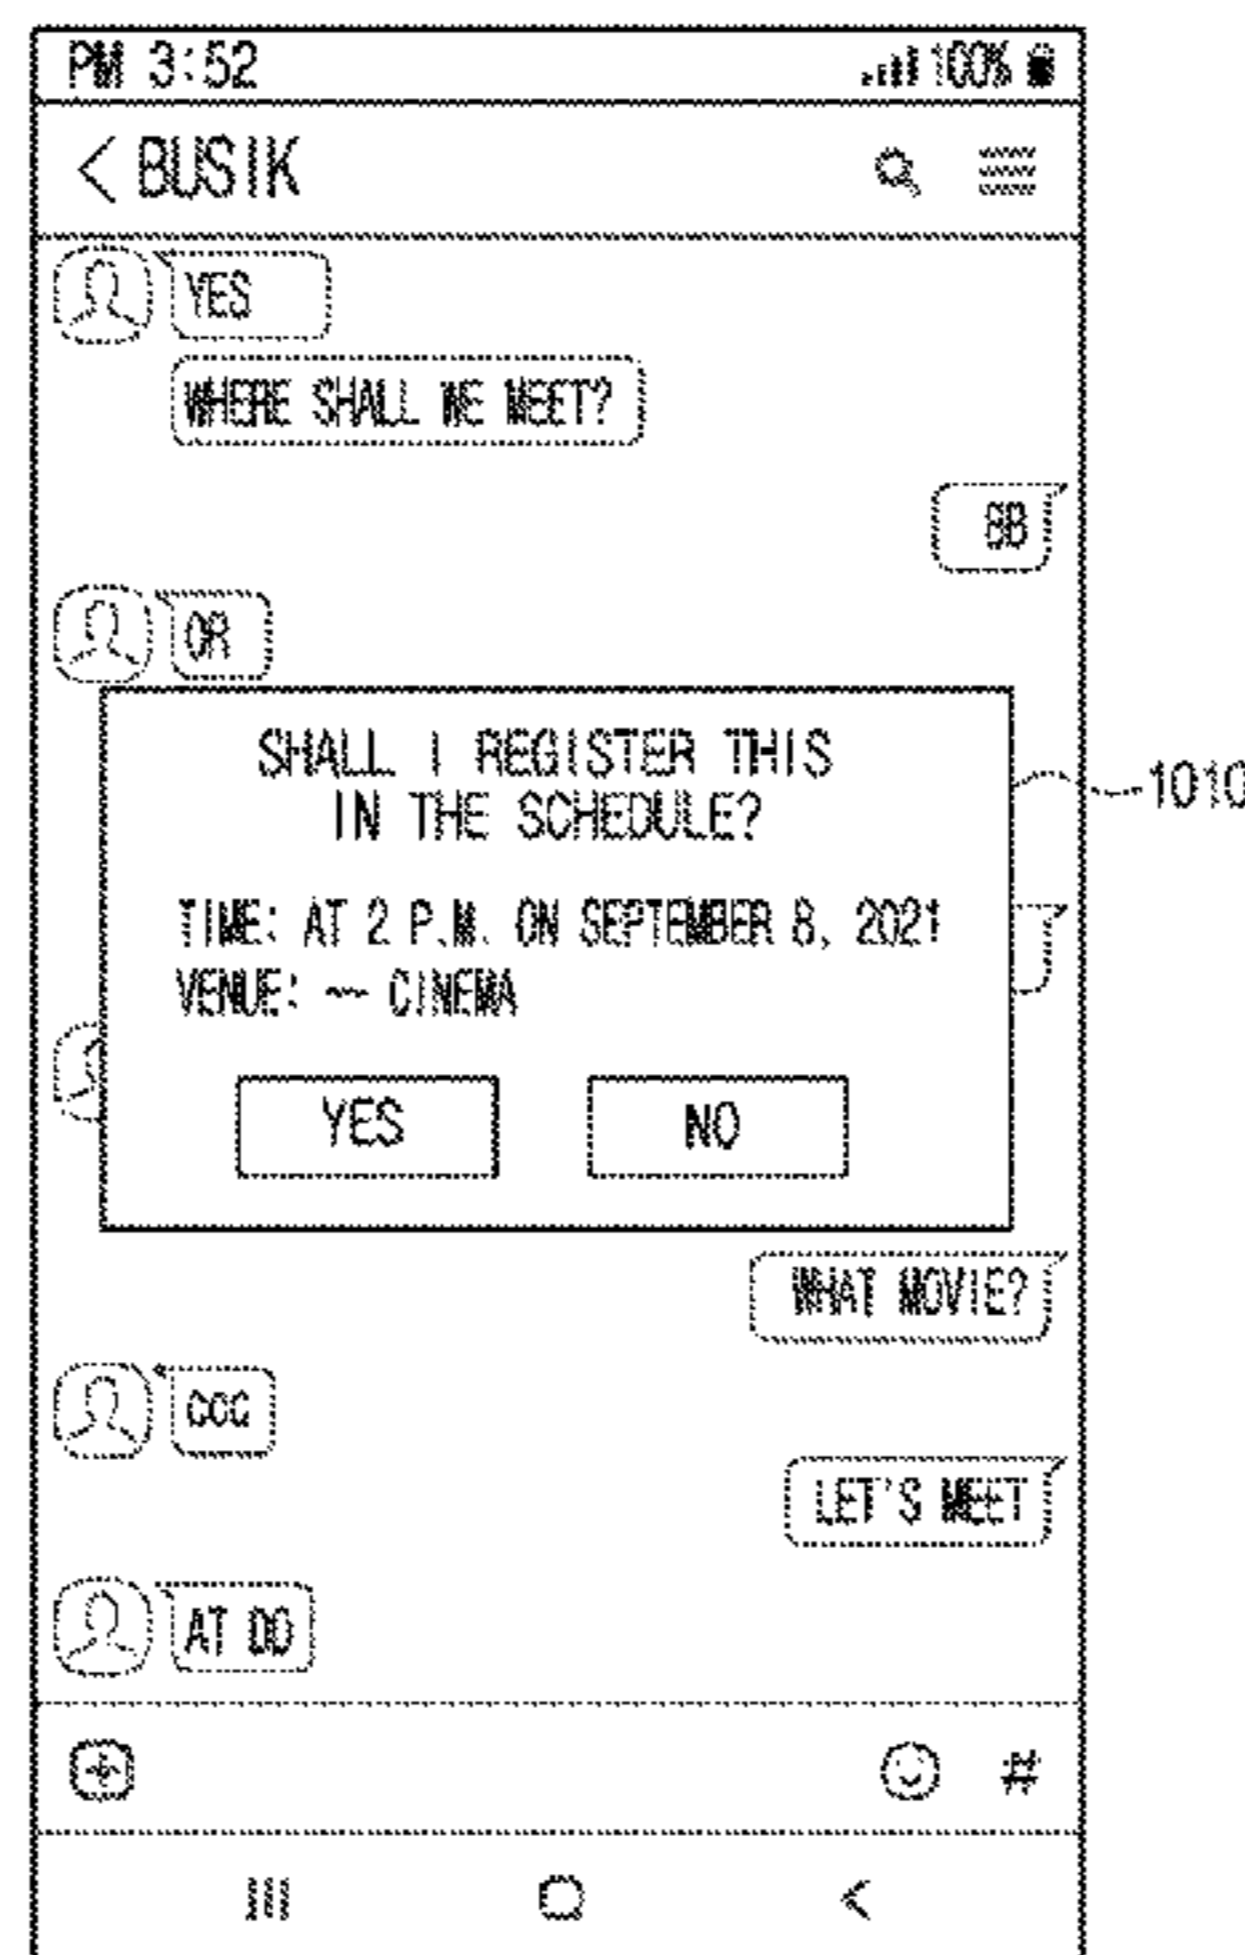 PM 3:52
100%
< BUSIK
YES
WHERE SHALL WE MEET?
BB
OR
SHALL I REGISTER THIS
IN THE SCHEDULE?
1010
TIME: AT 2 P.M. ON SEPTEMBER 8, 2021
VENUE: ~~ CINEMA
YES
NO
WHAT MOVIE?
CCC
LET'S MEET
AT DD
#